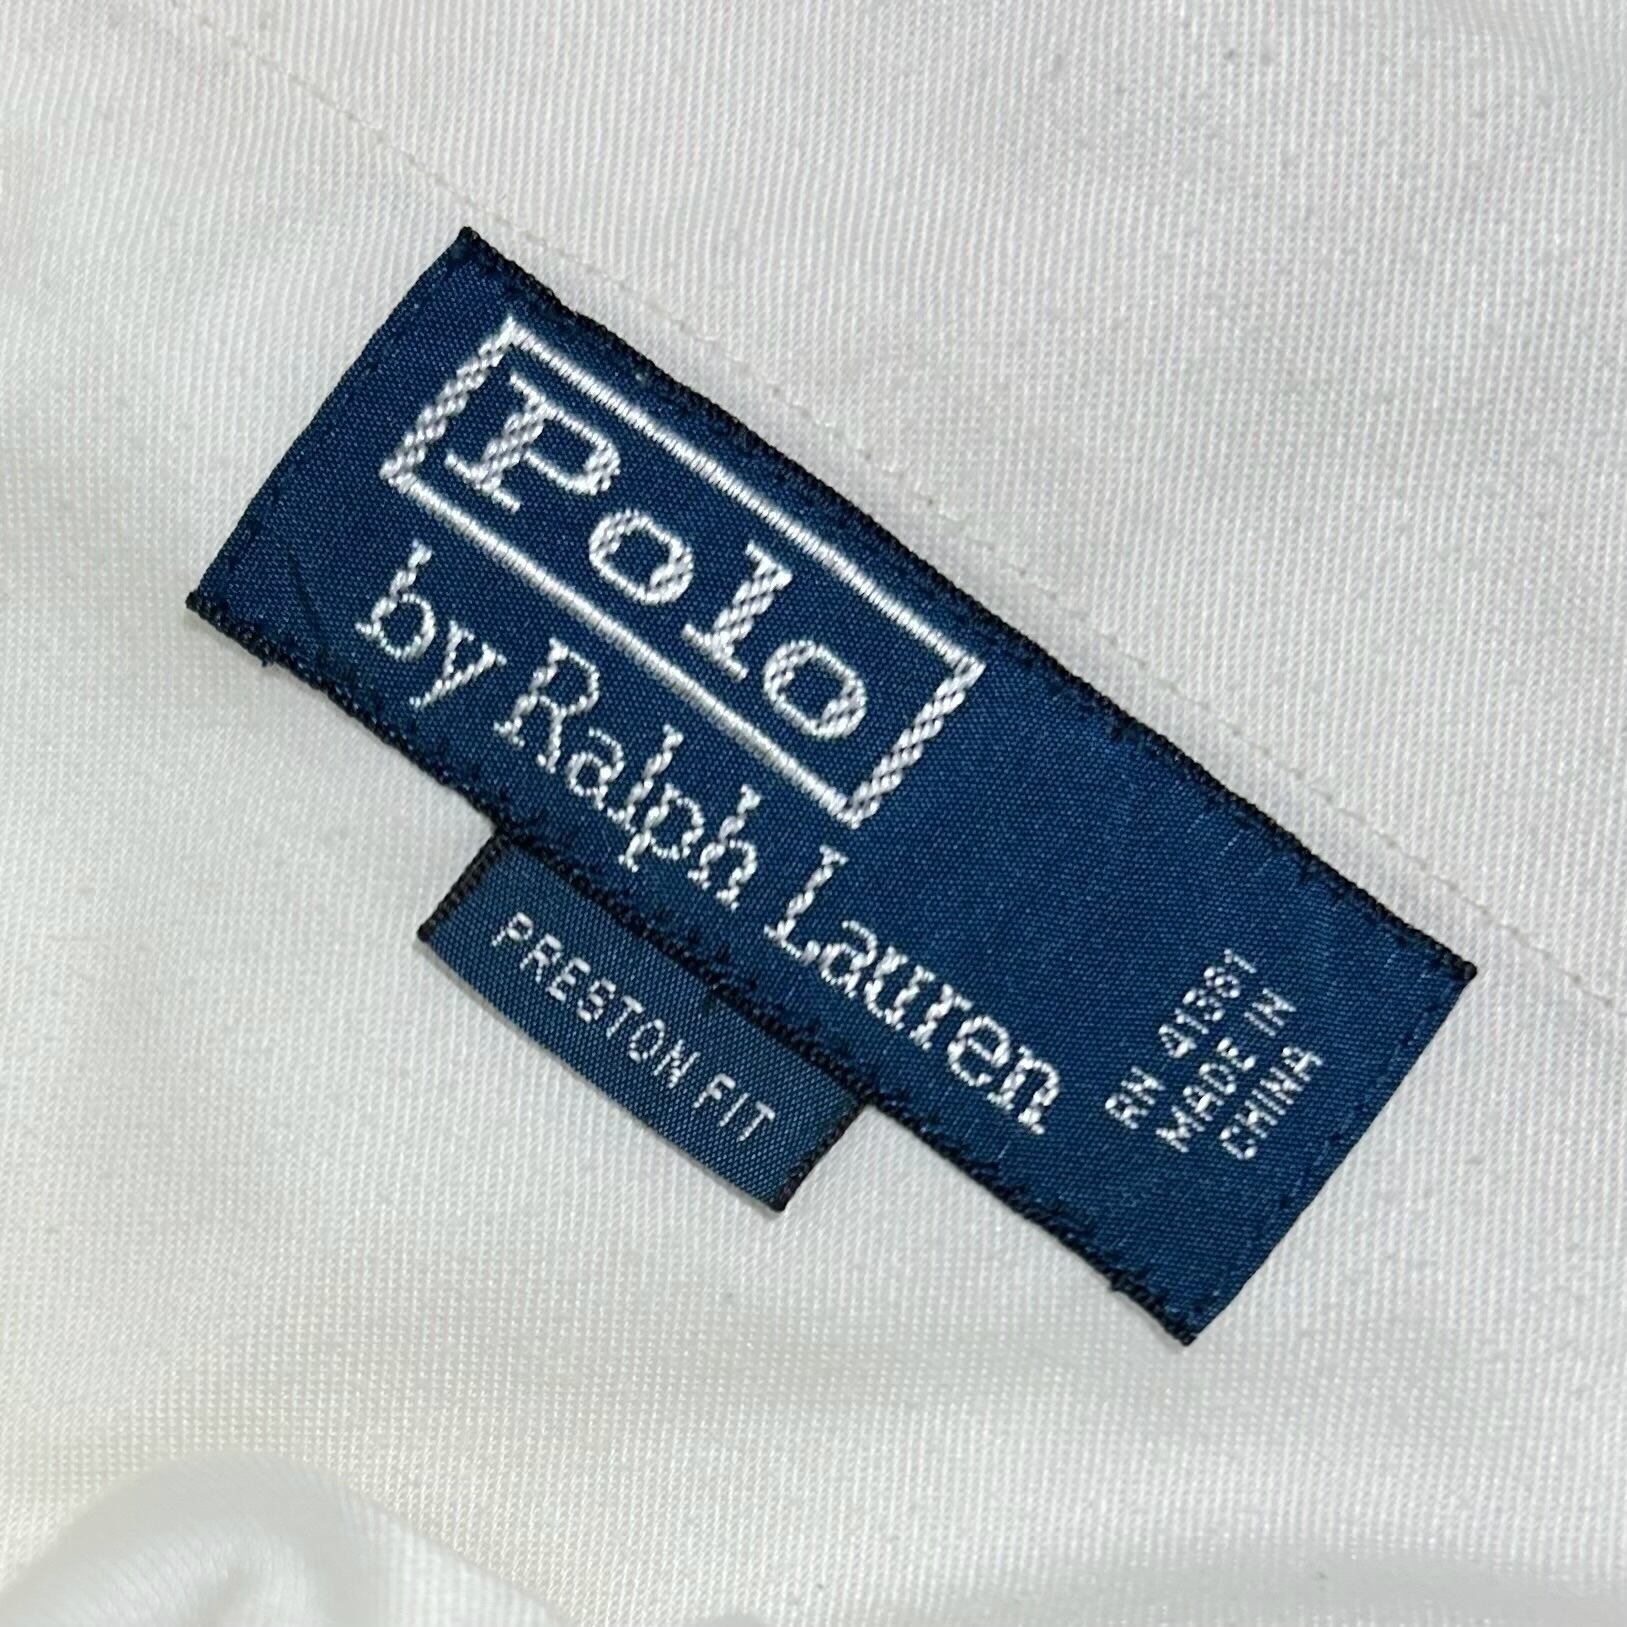 Polo
by Ralph Lauren
RN 41381
MADE IN
CHINA
PRESTON FIT